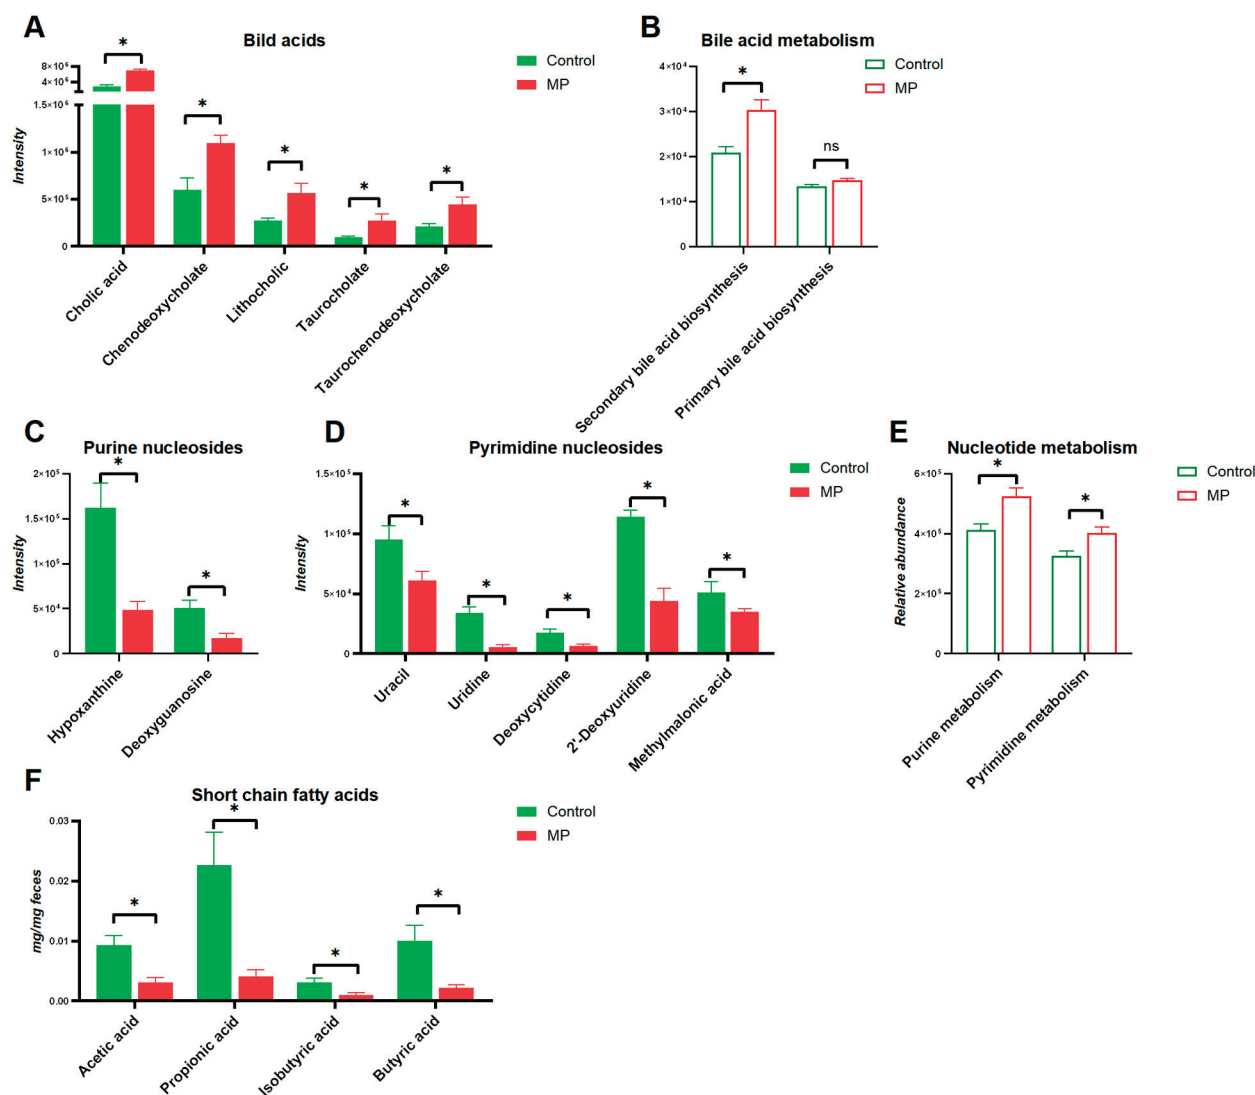 A
Bild acids
Control
MP
Intensity
8×10⁶
4×10⁶
1.5×10⁶
1×10⁶
5×10⁵
0
*
*
*
*
*
Cholic acid
Chenodeoxycholate
Lithocholic
Taurocholate
Taurochenodeoxycholate
B
Bile acid metabolism
Control
MP
4×10⁴
3×10⁴
2×10⁴
1×10⁴
0
*
ns
Secondary bile acid biosynthesis
Primary bile acid biosynthesis
C
Purine nucleosides
Intensity
2×10⁵
1.5×10⁵
1×10⁵
5×10⁴
0
*
*
Hypoxanthine
Deoxyguanosine
D
Pyrimidine nucleosides
Control
MP
Intensity
1.5×10⁵
1×10⁵
5×10⁴
0
*
*
*
*
*
Uracil
Uridine
Deoxycytidine
2'-Deoxyuridine
Methylmalonic acid
E
Nucleotide metabolism
Control
MP
Relative abundance
6×10⁵
4×10⁵
2×10⁵
0
*
*
Purine metabolism
Pyrimidine metabolism
F
Short chain fatty acids
Control
MP
mg/mg feces
0.03
0.02
0.01
0.00
*
*
*
*
Acetic acid
Propionic acid
Isobutyric acid
Butyric acid